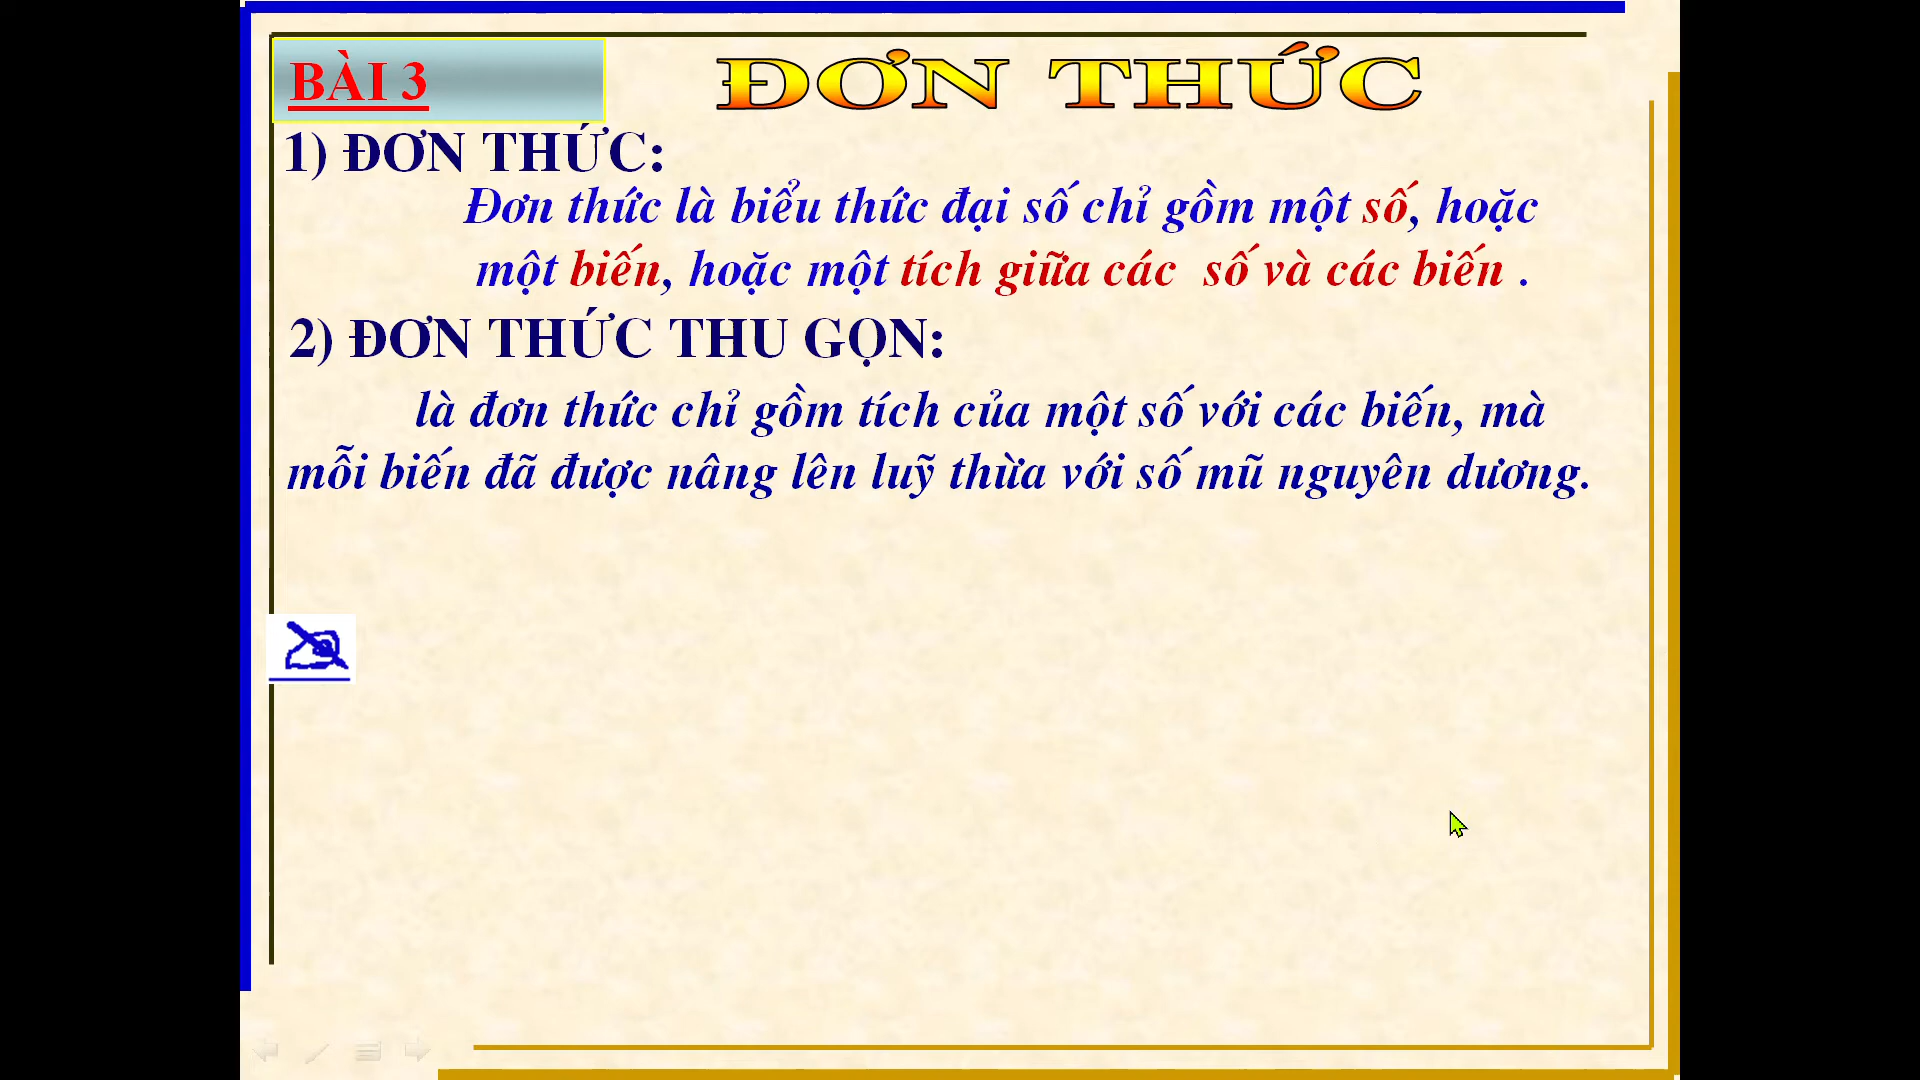 BÀI 3
ĐƠN THỨC
1) ĐƠN THỨC:
Đơn thức là biểu thức đại số chỉ gồm một số, hoặc
một biến, hoặc một tích giữa các số và các biến .
2) ĐƠN THỨC THU GỌN:
là đơn thức chỉ gồm tích của một số với các biến, mà
mỗi biến đã được nâng lên luỹ thừa với số mũ nguyên dương.